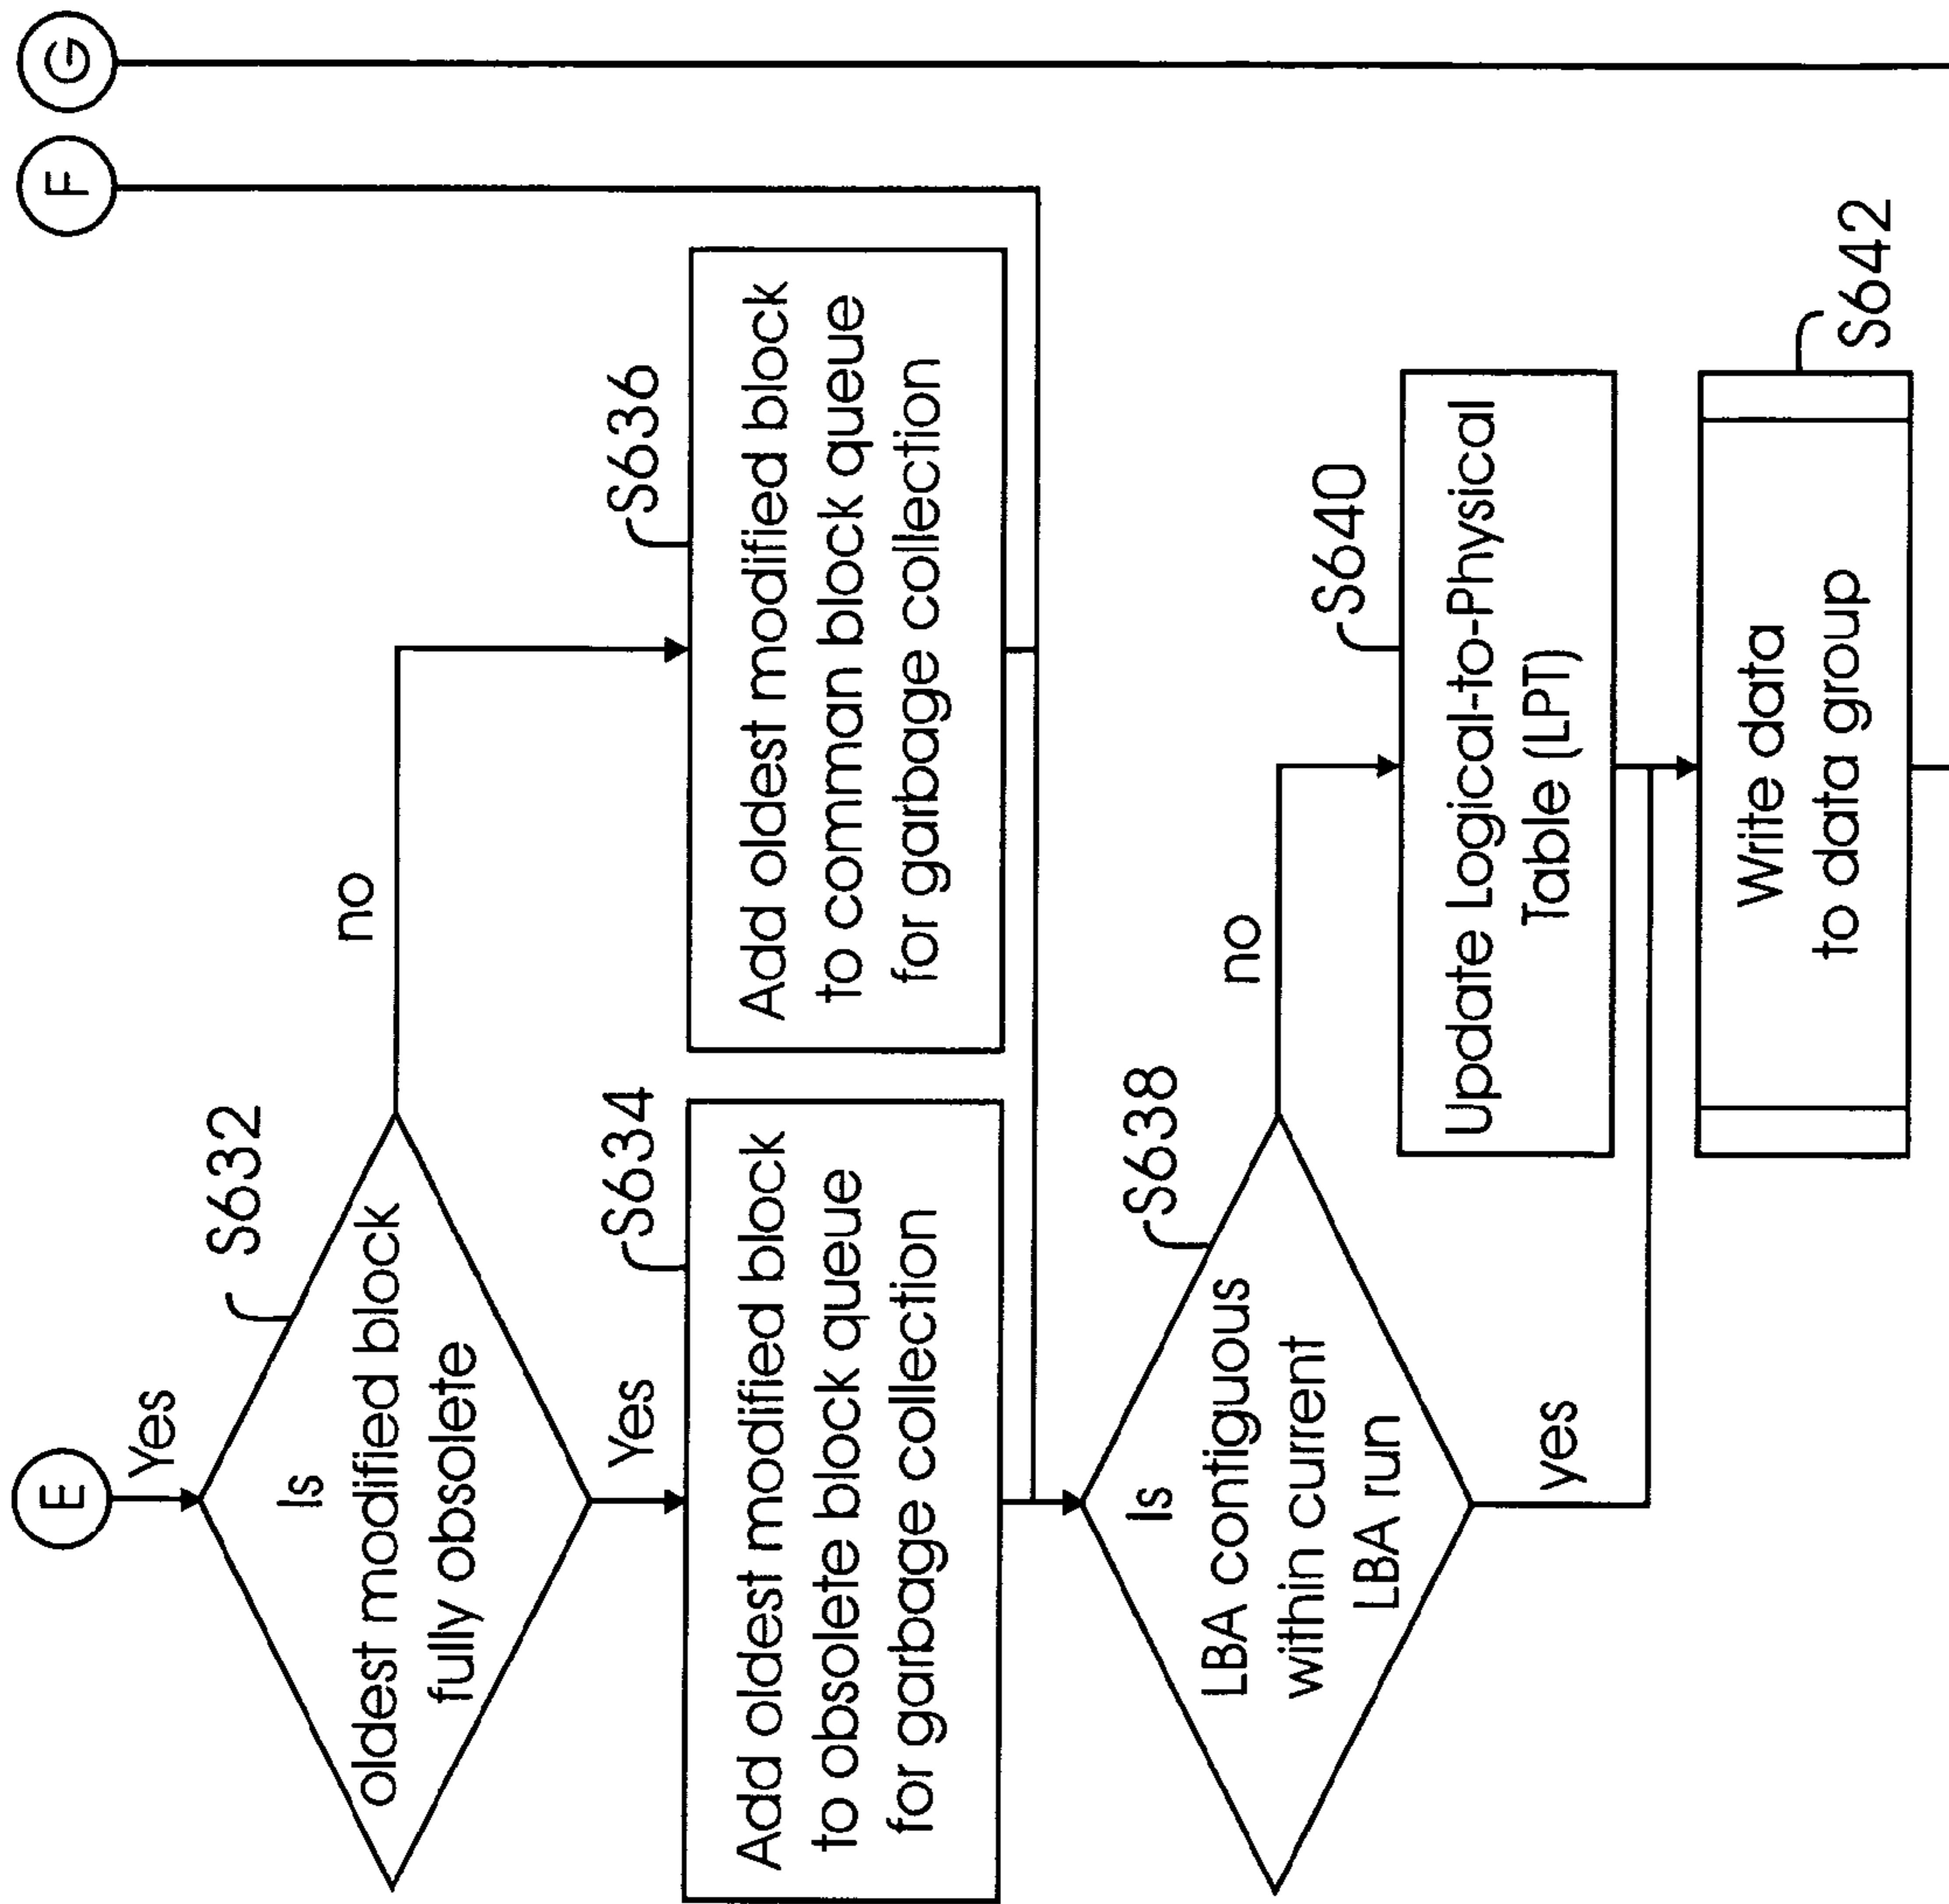 E
F
G
Yes
S632
Is
oldest modified block
fully obsolete
no
Yes
S634
Add oldest modified block
to obsolete block queue
for garbage collection
S636
Add oldest modified block
to comman block queue
for garbage collection
S638
Is
LBA contiguous
within current
LBA run
no
yes
S640
Update Logical-to-Physical
Table (LPT)
S642
Write data
to data group